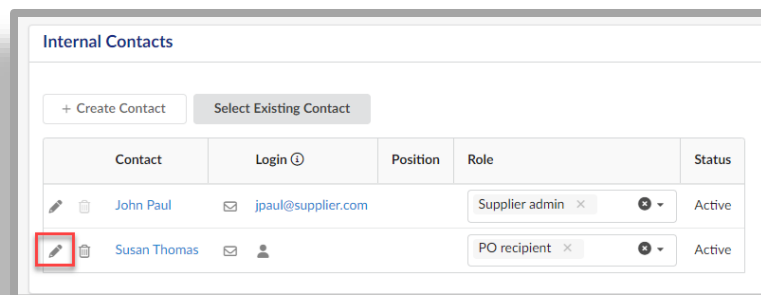 Internal Contacts
+ Create Contact Select Existing Contact
Contact Login Position Role Status
John Paul jpaul@supplier.com Supplier admin × Active
Susan Thomas PO recipient × Active